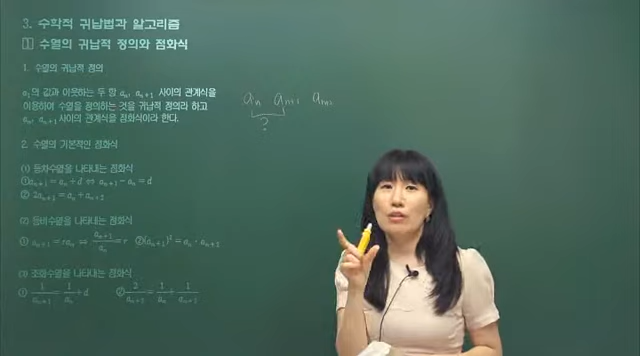 3. 수학적 귀납법과 알고리즘
1 수열의 귀납적 정의와 점화식
1. 수열의 귀납적 정의
a₁의 값과 이웃하는 두 항 aₙ, aₙ₊₁ 사이의 관계식을
이용하여 수열을 정의하는 것을 귀납적 정의라 하고
aₙ, aₙ₊₁사이의 관계식을 점화식이라 한다.
2. 수열의 기본적인 점화식
(1) 등차수열을 나타내는 점화식
①aₙ₊₁ = aₙ + d ⇔ aₙ₊₁ − aₙ = d
② 2aₙ₊₁ = aₙ + aₙ₊₂
(2) 등비수열을 나타내는 점화식
① aₙ₊₁ = raₙ ⇔ aₙ₊₁/aₙ = r ②(aₙ₊₁)² = aₙ · aₙ₊₂
(3) 조화수열을 나타내는 점화식
① 1/aₙ₊₁ = 1/aₙ + d ② 2/aₙ₊₁ = 1/aₙ + 1/aₙ₊₂
aₙ aₙ₊₁
?